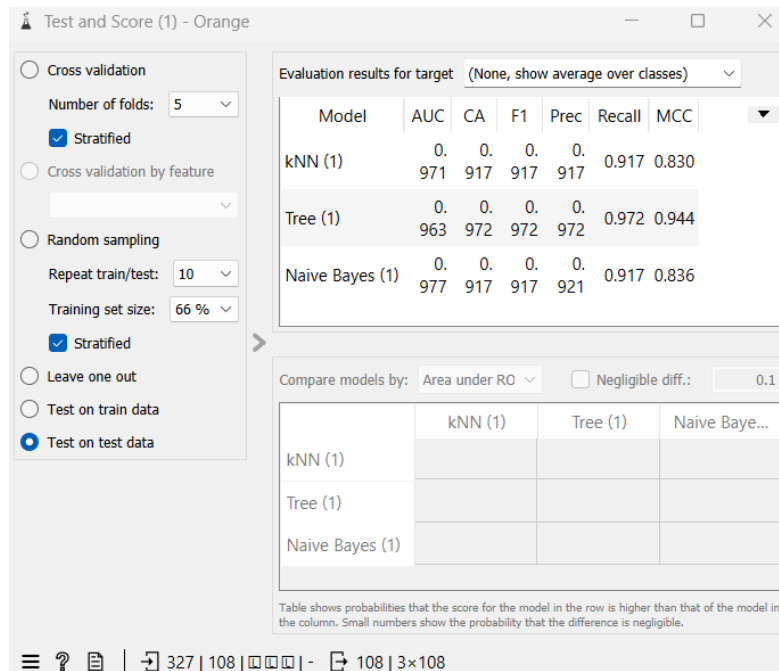 Test and Score (1) - Orange
Cross validation
Number of folds: 5
Stratified
Cross validation by feature
Random sampling
Repeat train/test: 10
Training set size: 66 %
Stratified
Leave one out
Test on train data
Test on test data
Evaluation results for target (None, show average over classes)
Model AUC CA F1 Prec Recall MCC
kNN (1) 0.971 0.917 0.917 0.917 0.917 0.830
Tree (1) 0.963 0.972 0.972 0.972 0.972 0.944
Naive Bayes (1) 0.977 0.917 0.917 0.921 0.917 0.836
Compare models by: Area under RO Negligible diff.: 0.1
kNN (1) Tree (1) Naive Baye...
kNN (1)
Tree (1)
Naive Bayes (1)
Table shows probabilities that the score for the model in the row is higher than that of the model in
the column. Small numbers show the probability that the difference is negligible.
? 327 | 108 | - 108 | 3×108